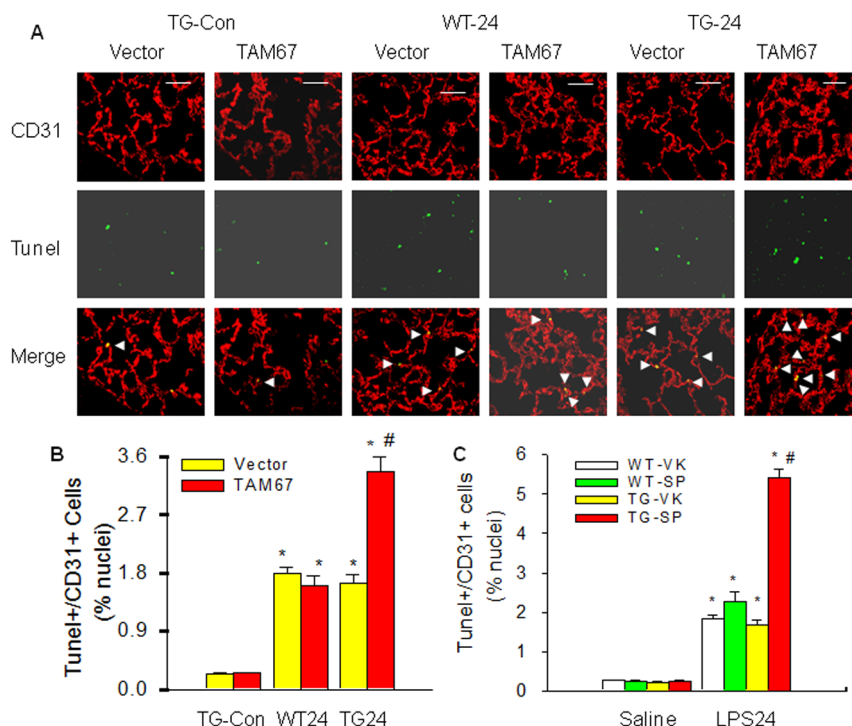 A
TG-Con WT-24 TG-24
Vector TAM67 Vector TAM67 Vector TAM67
CD31
Tunel
Merge
B
Tunel+/CD31+ Cells
(% nuclei)
3.6
2.7
1.8
0.9
0.0
Vector
TAM67
* * * * #
TG-Con WT24 TG24
C
Tunel+/CD31+ cells
(% nuclei)
6
5
4
3
2
1
0
WT-VK
WT-SP
TG-VK
TG-SP
* * * * #
Saline LPS24